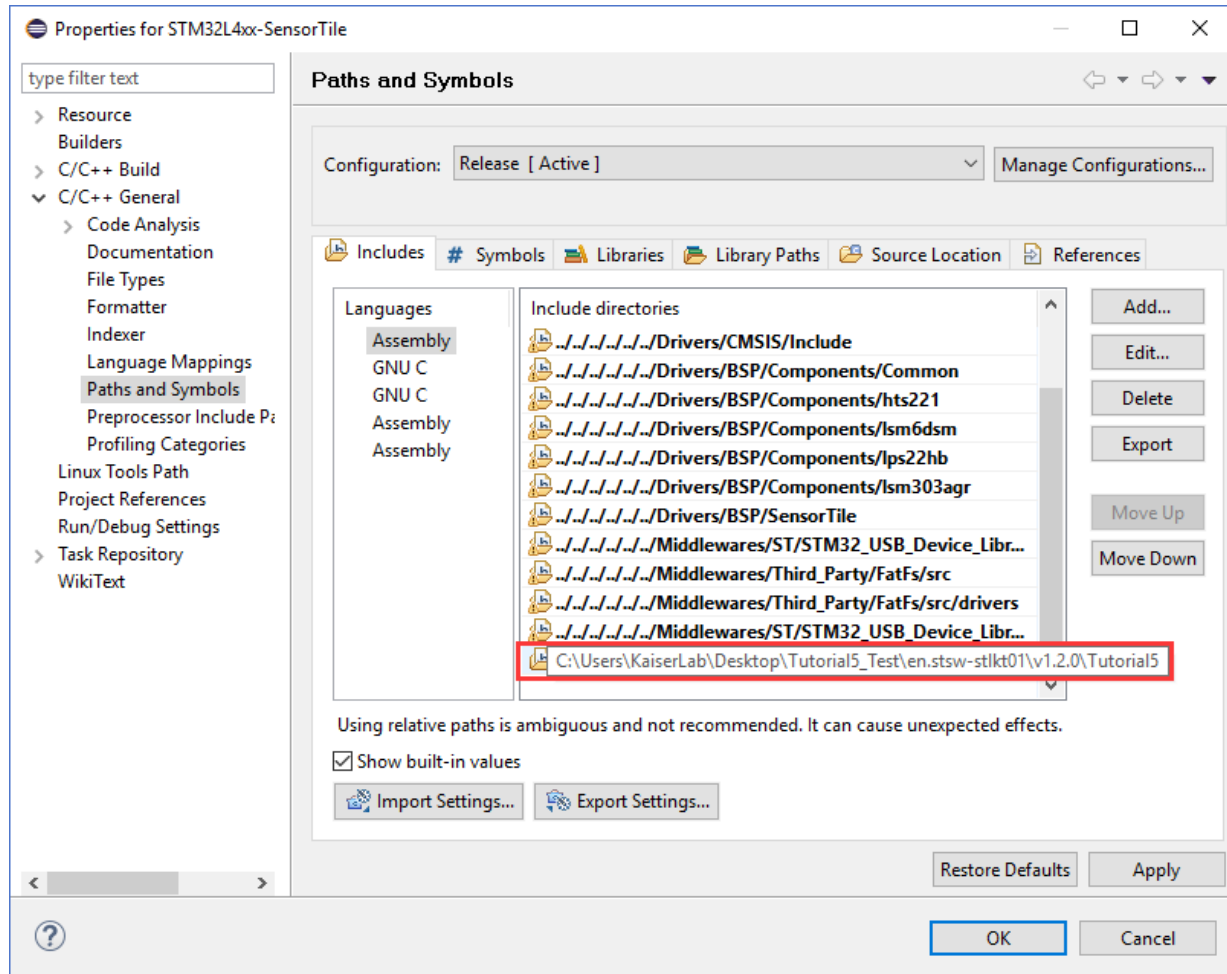 Properties for STM32L4xx-SensorTile
type filter text
Resource
Builders
C/C++ Build
C/C++ General
Code Analysis
Documentation
File Types
Formatter
Indexer
Language Mappings
Paths and Symbols
Preprocessor Include Pa
Profiling Categories
Linux Tools Path
Project References
Run/Debug Settings
Task Repository
WikiText
Paths and Symbols
Configuration: Release [ Active ] Manage Configurations...
Includes # Symbols Libraries Library Paths Source Location References
Languages
Assembly
GNU C
GNU C
Assembly
Assembly
Include directories
../../../../../../Drivers/CMSIS/Include
../../../../../../Drivers/BSP/Components/Common
../../../../../../Drivers/BSP/Components/hts221
../../../../../../Drivers/BSP/Components/lsm6dsm
../../../../../../Drivers/BSP/Components/lps22hb
../../../../../../Drivers/BSP/Components/lsm303agr
../../../../../../Drivers/BSP/SensorTile
../../../../../../Middlewares/ST/STM32_USB_Device_Libr...
../../../../../../Middlewares/Third_Party/FatFs/src
../../../../../../Middlewares/Third_Party/FatFs/src/drivers
../../../../../../Middlewares/ST/STM32_USB_Device_Libr...
C:\Users\KaiserLab\Desktop\Tutorial5_Test\en.stsw-stlkt01\v1.2.0\Tutorial5
Add...
Edit...
Delete
Export
Move Up
Move Down
Using relative paths is ambiguous and not recommended. It can cause unexpected effects.
Show built-in values
Import Settings... Export Settings...
Restore Defaults Apply
OK Cancel